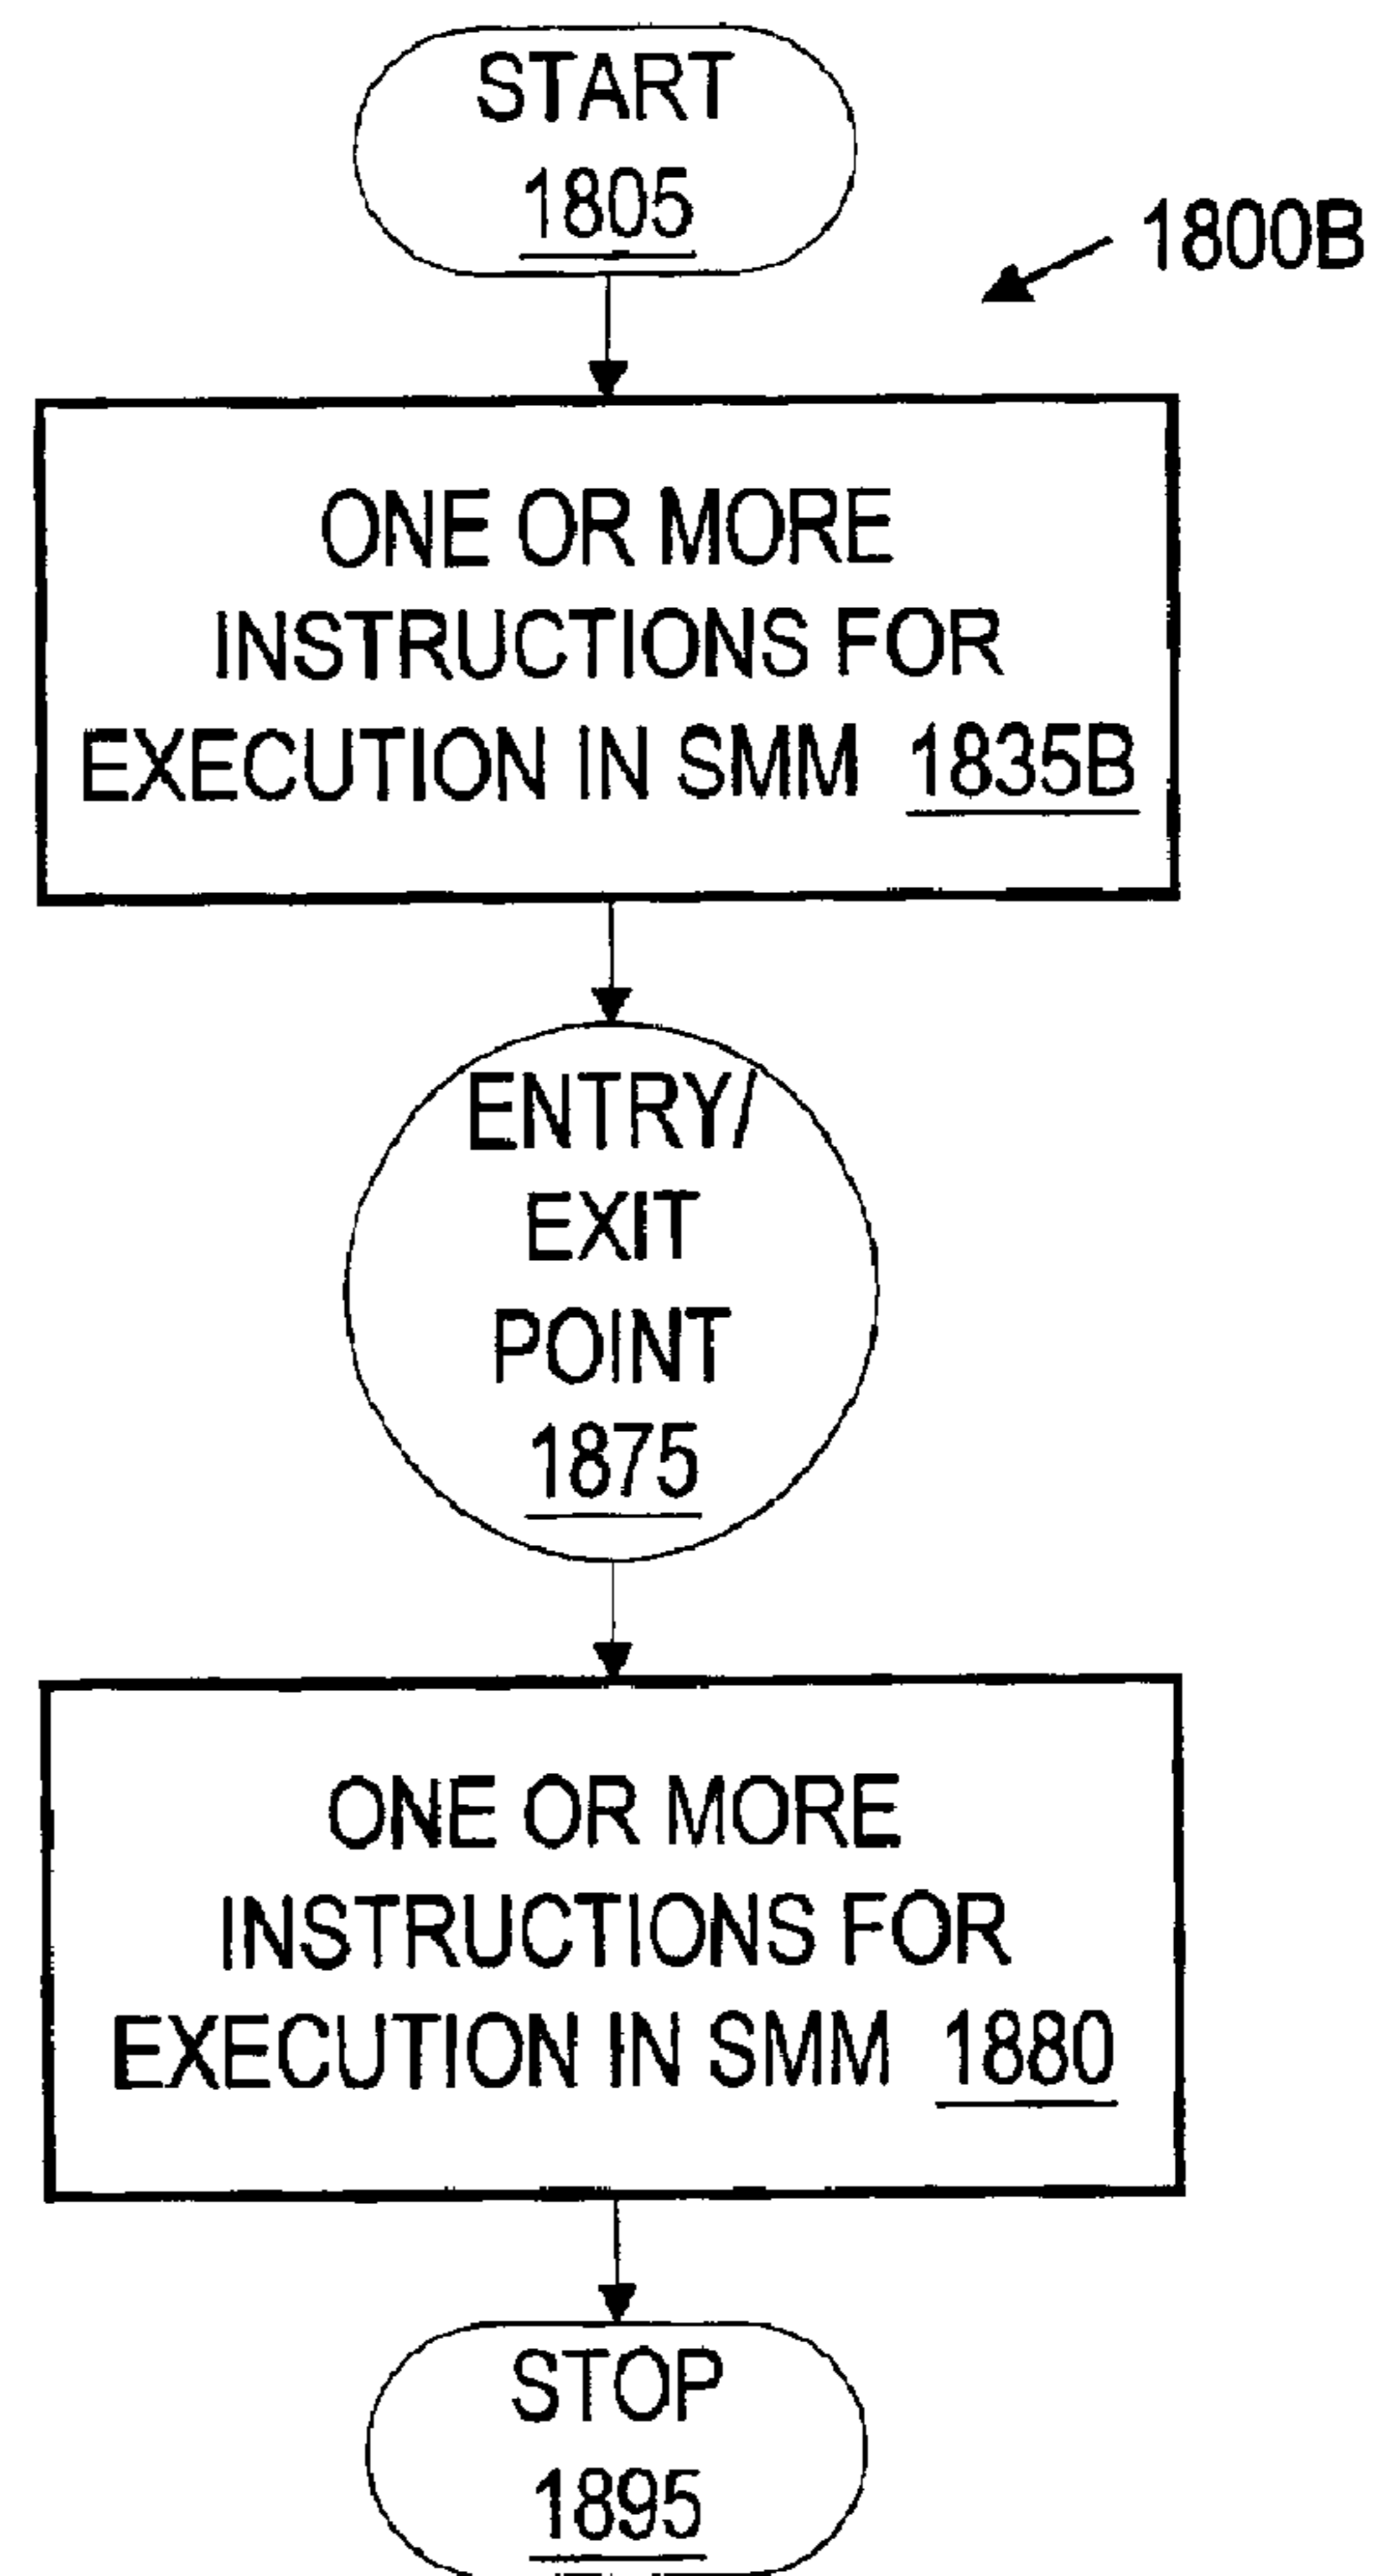 START
1805
1800B
ONE OR MORE
INSTRUCTIONS FOR
EXECUTION IN SMM 1835B
ENTRY/
EXIT
POINT
1875
ONE OR MORE
INSTRUCTIONS FOR
EXECUTION IN SMM 1880
STOP
1895